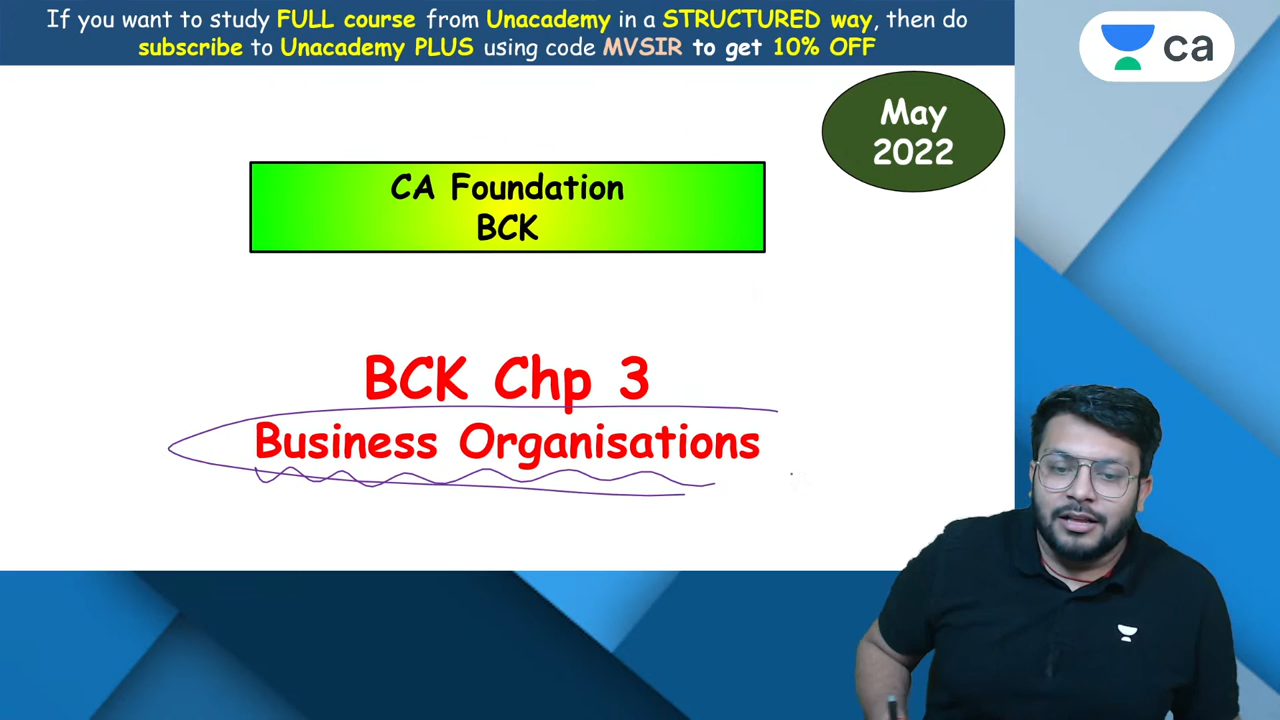 If you want to study FULL course from Unacademy in a STRUCTURED way, then do
subscribe to Unacademy PLUS using code MVSIR to get 10% OFF
ca
May
2022
CA Foundation
BCK
BCK Chp 3
Business Organisations